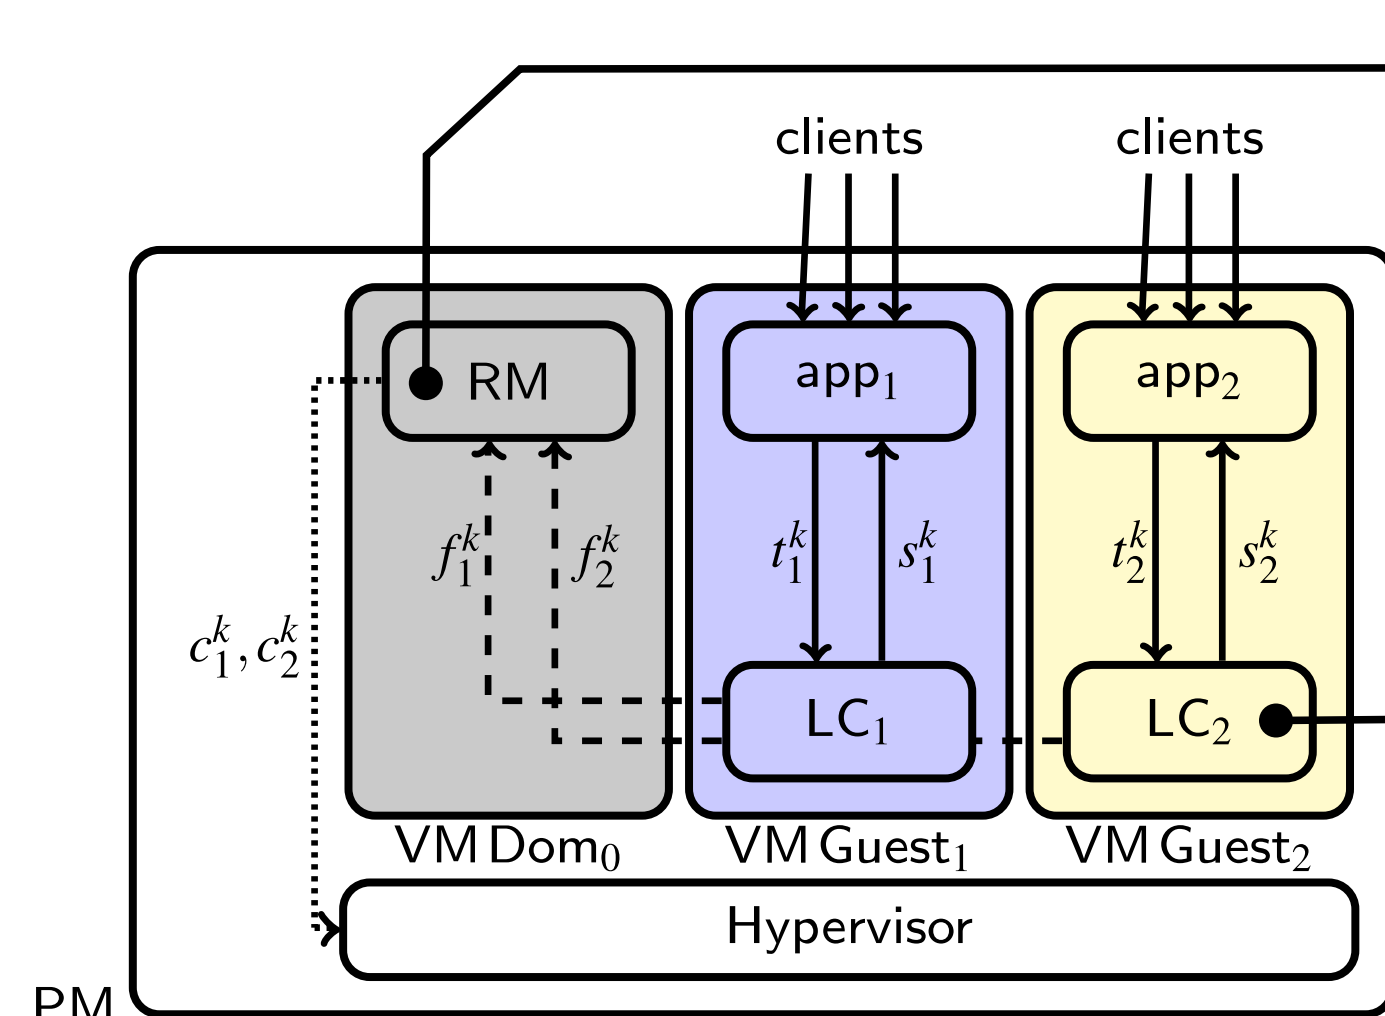 clients clients
RM app₁ app₂
f₁ᵏ f₂ᵏ t₁ᵏ s₁ᵏ t₂ᵏ s₂ᵏ
c₁ᵏ, c₂ᵏ
LC₁ LC₂
VM Dom₀ VM Guest₁ VM Guest₂
Hypervisor
PM